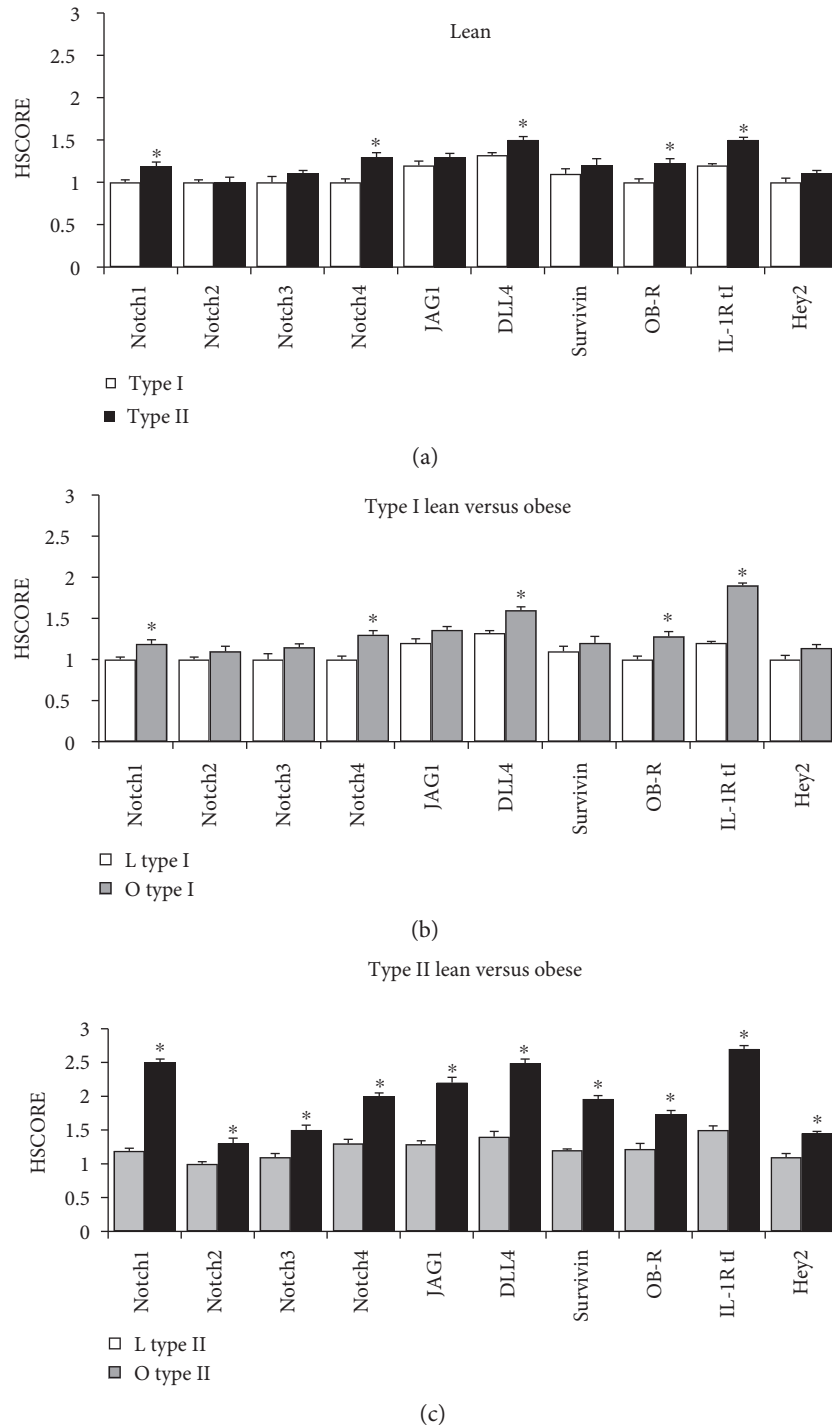 Lean
3
2.5
2
1.5
1
0.5
0
HSCORE
* * * * *
Notch1 Notch2 Notch3 Notch4 JAG1 DLL4 Survivin OB-R IL-1R tI Hey2
Type I
Type II
(a)
Type I lean versus obese
3
2.5
2
1.5
1
0.5
0
HSCORE
* * * * *
Notch1 Notch2 Notch3 Notch4 JAG1 DLL4 Survivin OB-R IL-1R tI Hey2
L type I
O type I
(b)
Type II lean versus obese
3
2.5
2
1.5
1
0.5
0
HSCORE
* * * * * * * * * *
Notch1 Notch2 Notch3 Notch4 JAG1 DLL4 Survivin OB-R IL-1R tI Hey2
L type II
O type II
(c)